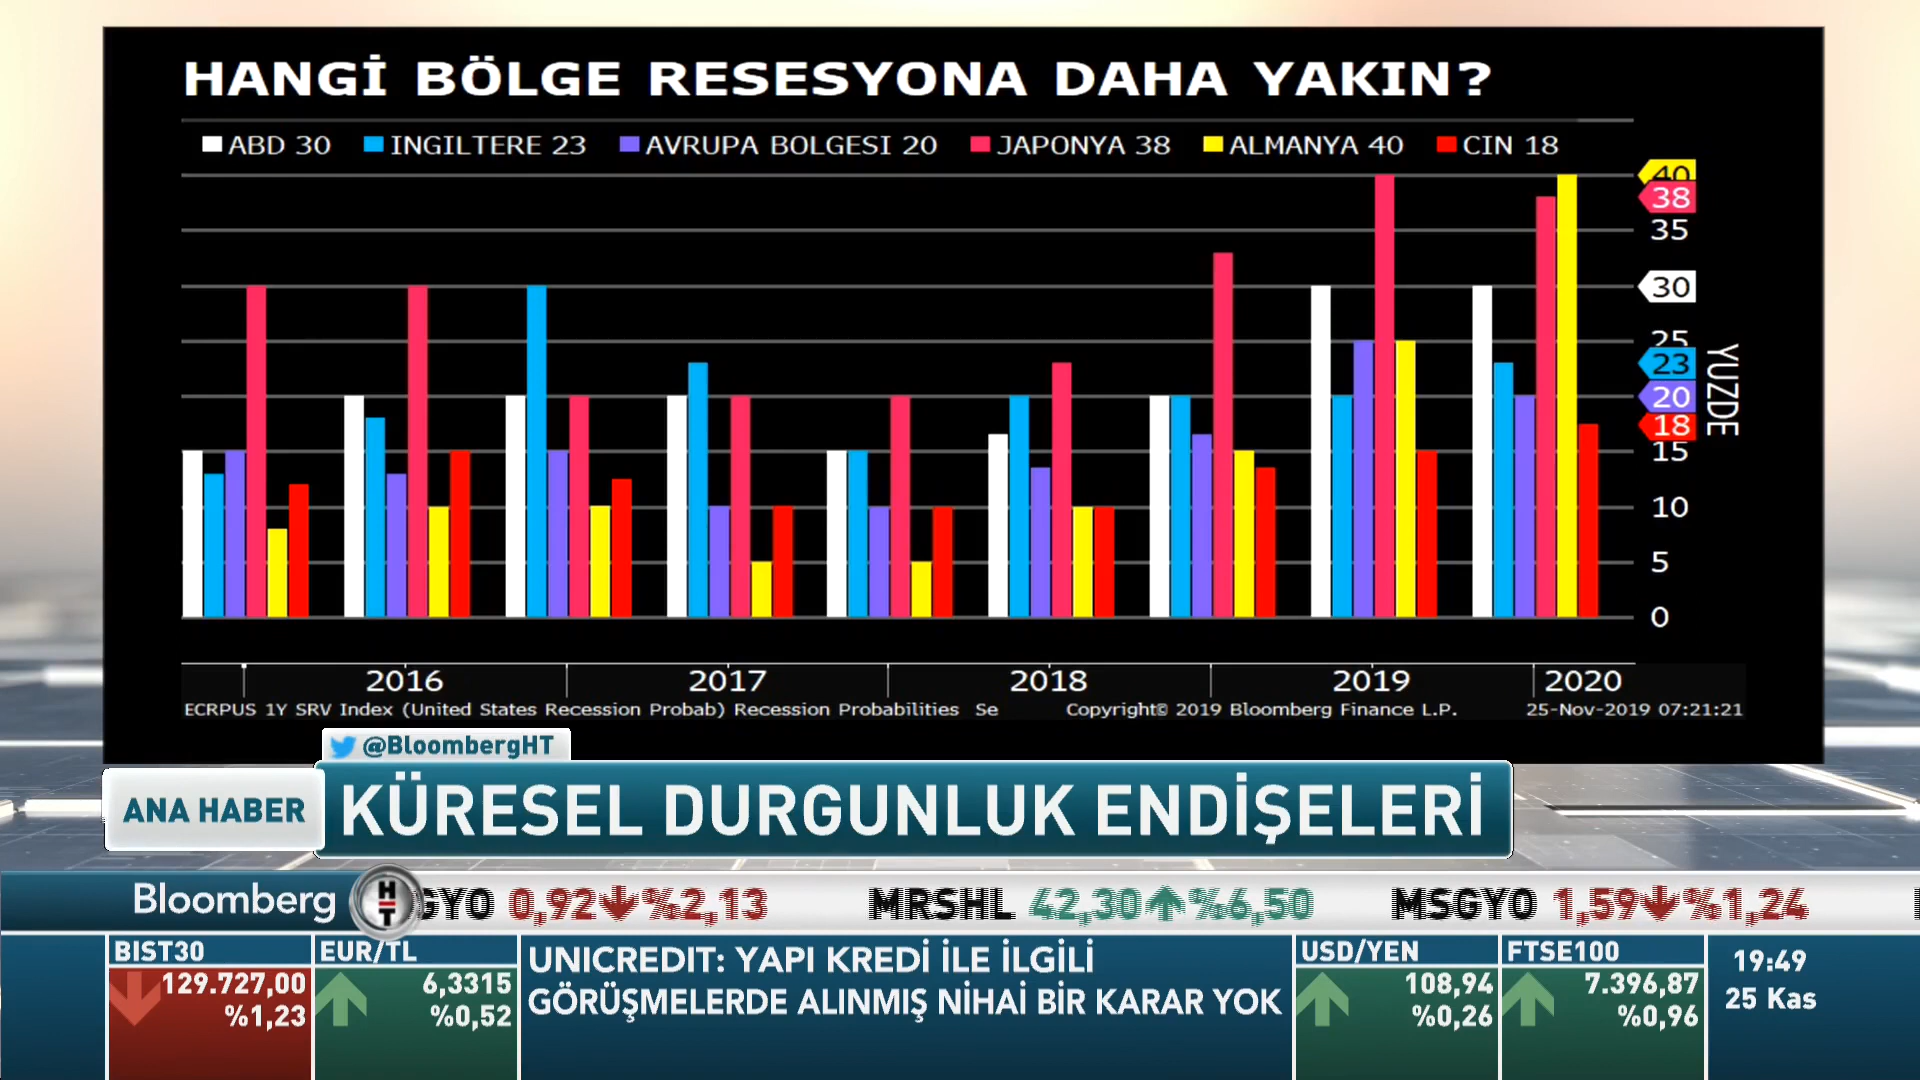 HANGİ BÖLGE RESESYONA DAHA YAKIN?
ABD 30 INGILTERE 23 AVRUPA BOLGESI 20 JAPONYA 38 ALMANYA 40 CIN 18
40
38
35
30
25
23
20
18
15
10
5
0
YUZDE
2016 2017 2018 2019 2020
ECRPUS 1Y SRV Index (United States Recession Probab) Recession Probabilities Se Copyright© 2019 Bloomberg Finance L.P. 25-Nov-2019 07:21:21
@BloombergHT
ANA HABER
KÜRESEL DURGUNLUK ENDİŞELERİ
Bloomberg HT
GYO 0,92 %2,13 MRSHL 42,30 %6,50 MSGYO 1,59 %1,24
BIST30
129.727,00
%1,23
EUR/TL
6,3315
%0,52
UNICREDIT: YAPI KREDİ İLE İLGİLİ
GÖRÜŞMELERDE ALINMIŞ NİHAİ BİR KARAR YOK
USD/YEN
108,94
%0,26
FTSE100
7.396,87
%0,96
19:49
25 Kas